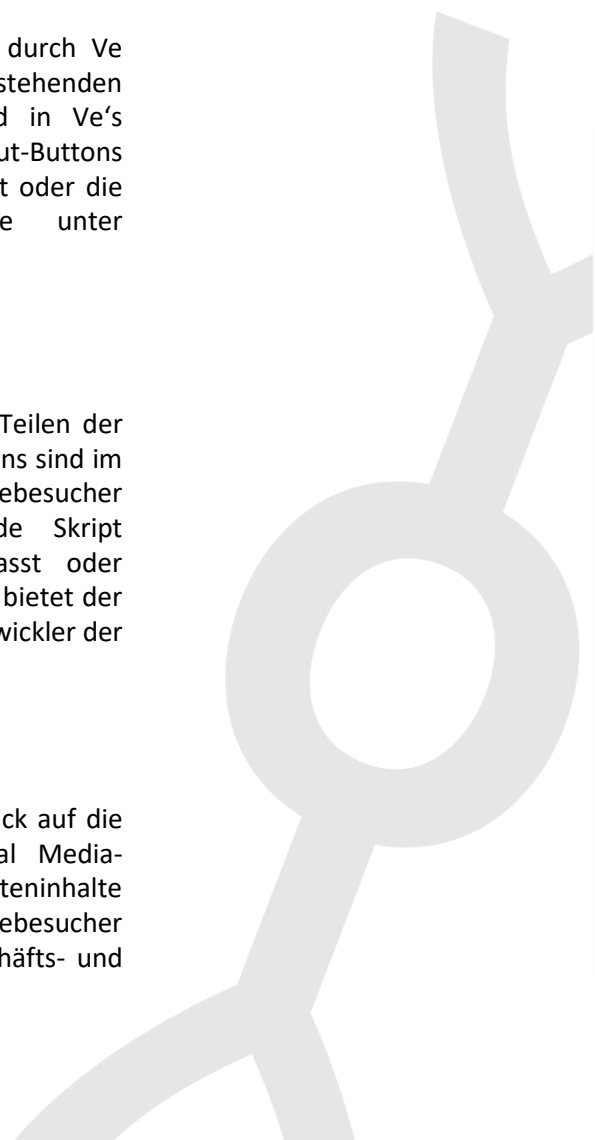 durch Ve
stehenden
in Ve‘s
ut-Buttons
t oder die
e unter
Teilen der
ns sind im
ebesucher
de Skript
asst oder
bietet der
wickler der
ck auf die
al Media-
teninhalte
ebesucher
häfts- und